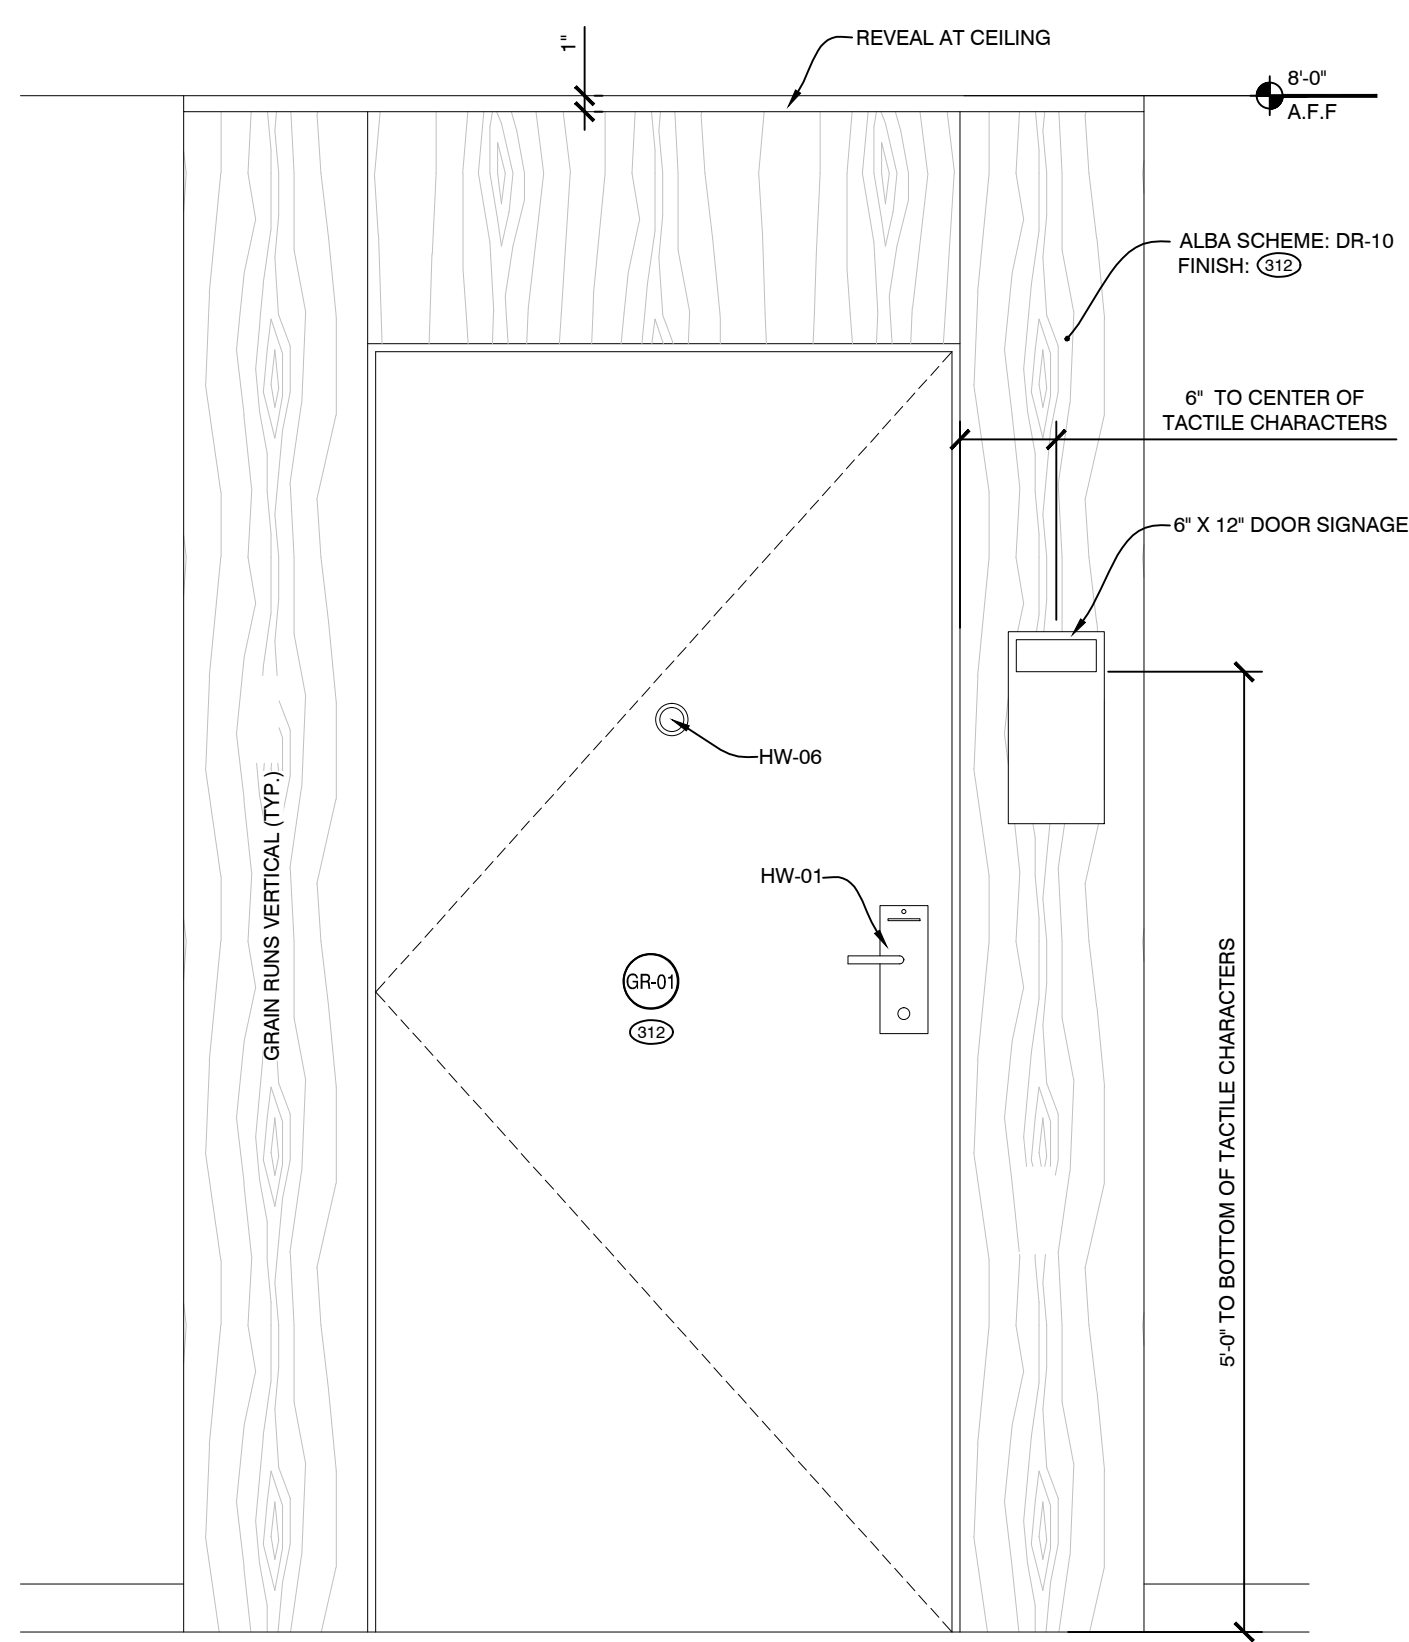 1"
REVEAL AT CEILING
8'-0"
A.F.F
ALBA SCHEME: DR-10
FINISH: 312
6" TO CENTER OF
TACTILE CHARACTERS
6" X 12" DOOR SIGNAGE
HW-06
HW-01
GRAIN RUNS VERTICAL (TYP.)
GR-01
312
5'-0" TO BOTTOM OF TACTILE CHARACTERS